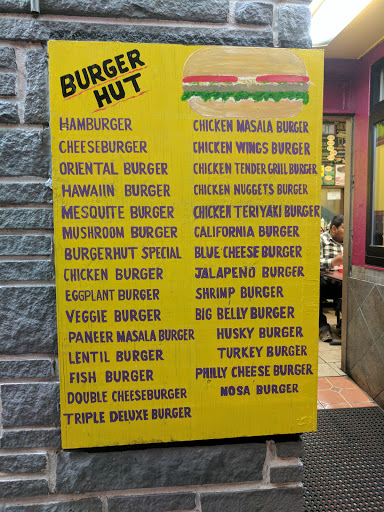 BURGER
HUT
HAMBURGER
CHEESEBURGER
ORIENTAL BURGER
HAWAIIN BURGER
MESQUITE BURGER
MUSHROOM BURGER
BURGERHUT SPECIAL
CHICKEN BURGER
EGGPLANT BURGER
VEGGIE BURGER
PANEER MASALA BURGER
LENTIL BURGER
FISH BURGER
DOUBLE CHEESEBURGER
TRIPLE DELUXE BURGER
CHICKEN MASALA BURGER
CHICKEN WINGS BURGER
CHICKEN TENDER GRILL BURGER
CHICKEN NUGGETS BURGER
CHICKEN TERIYAKI BURGER
CALIFORNIA BURGER
BLUE CHEESE BURGER
JALAPENO BURGER
SHRIMP BURGER
BIG BELLY BURGER
HUSKY BURGER
TURKEY BURGER
PHILLY CHEESE BURGER
NOSA BURGER